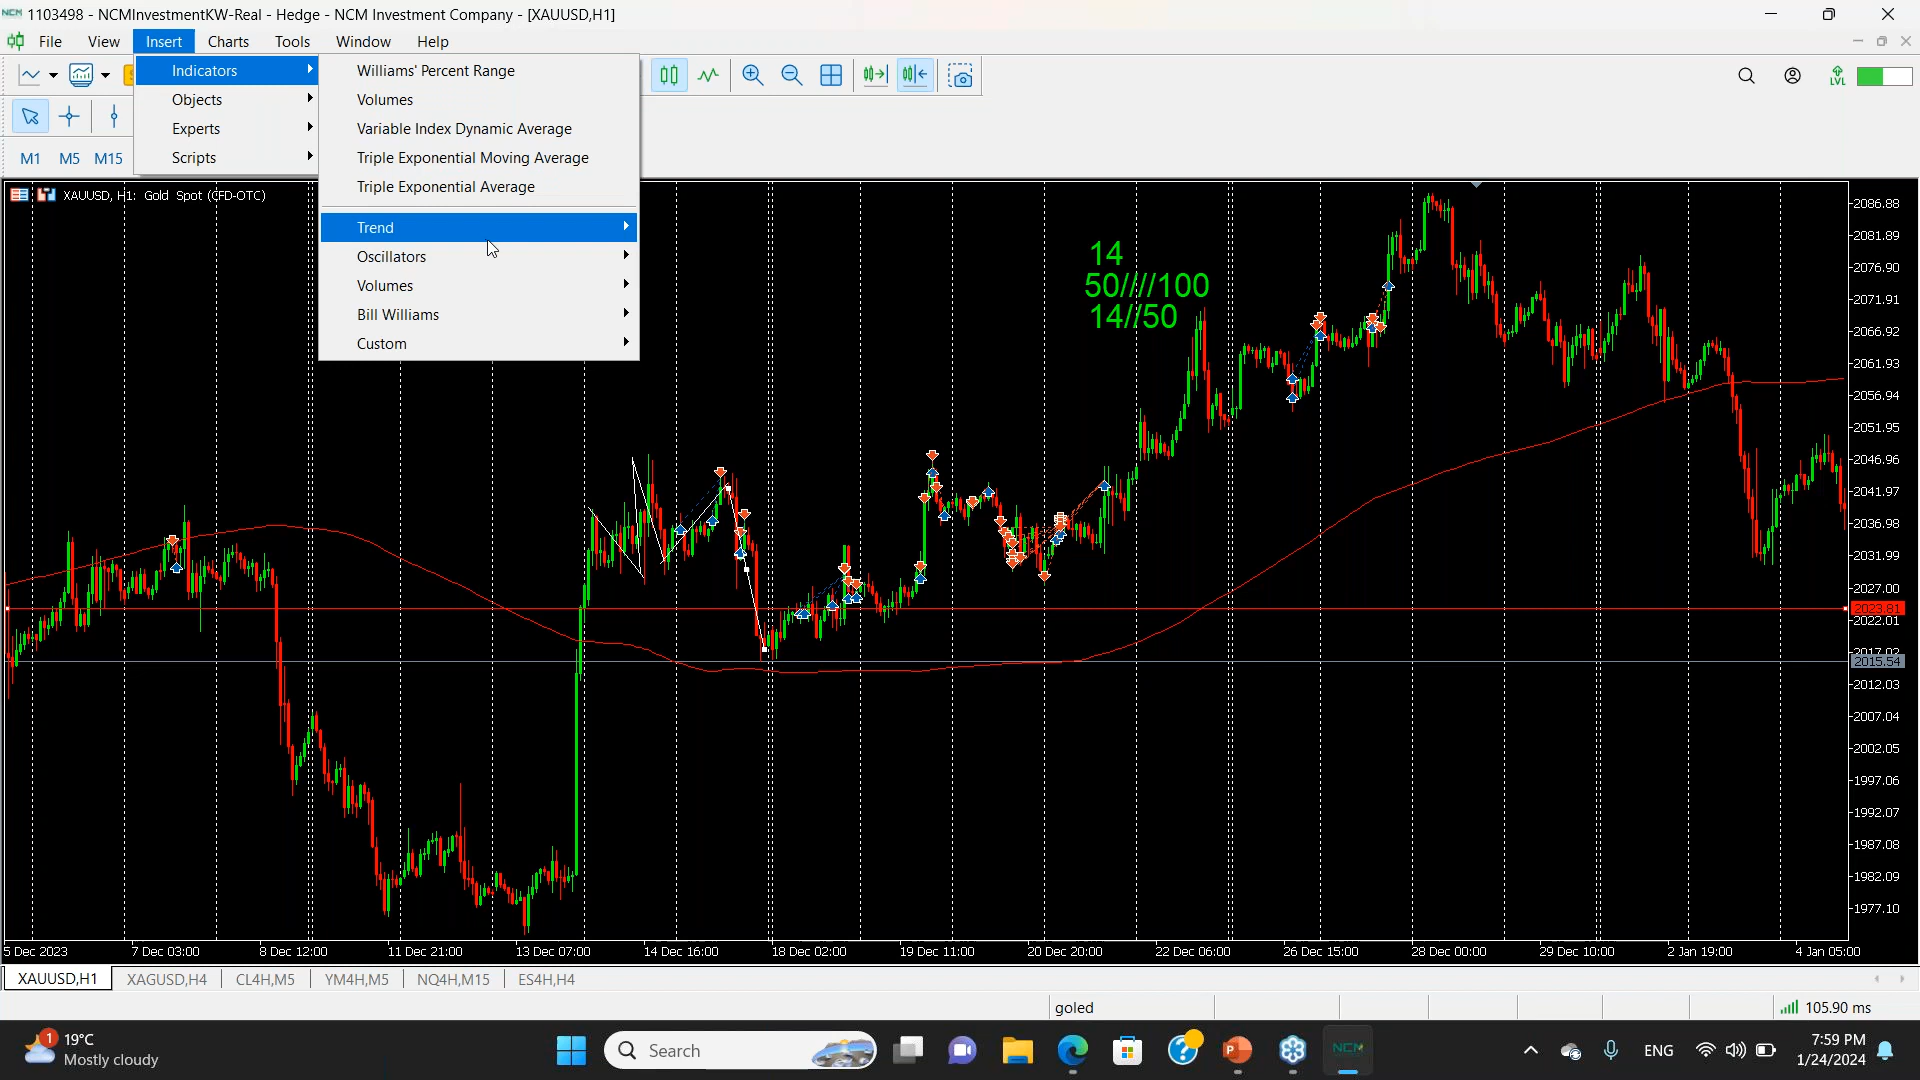 1103498 - NCMInvestmentKW-Real - Hedge - NCM Investment Company - [XAUUSD,H1]
File View Insert Charts Tools Window Help
Indicators
Objects
Experts
Scripts
Williams' Percent Range
Volumes
Variable Index Dynamic Average
Triple Exponential Moving Average
Triple Exponential Average
Trend
Oscillators
Volumes
Bill Williams
Custom
LVL
M1 M5 M15
XAUUSD, H1: Gold Spot (CFD-OTC)
14
50////100
14//50
2086.88
2081.89
2076.90
2071.91
2066.92
2061.93
2056.94
2051.95
2046.96
2041.97
2036.98
2031.99
2027.00
2023.81
2022.01
2017.02
2015.54
2012.03
2007.04
2002.05
1997.06
1992.07
1987.08
1982.09
1977.10
5 Dec 2023 7 Dec 03:00 8 Dec 12:00 11 Dec 21:00 13 Dec 07:00 14 Dec 16:00 18 Dec 02:00 19 Dec 11:00 20 Dec 20:00 22 Dec 06:00 26 Dec 15:00 28 Dec 00:00 29 Dec 10:00 2 Jan 19:00 4 Jan 05:00
XAUUSD,H1 XAGUSD,H4 CL4H,M5 YM4H,M5 NQ4H,M15 ES4H,H4
goled 105.90 ms
1
19°C
Mostly cloudy
Search
NCM
ENG
7:59 PM
1/24/2024